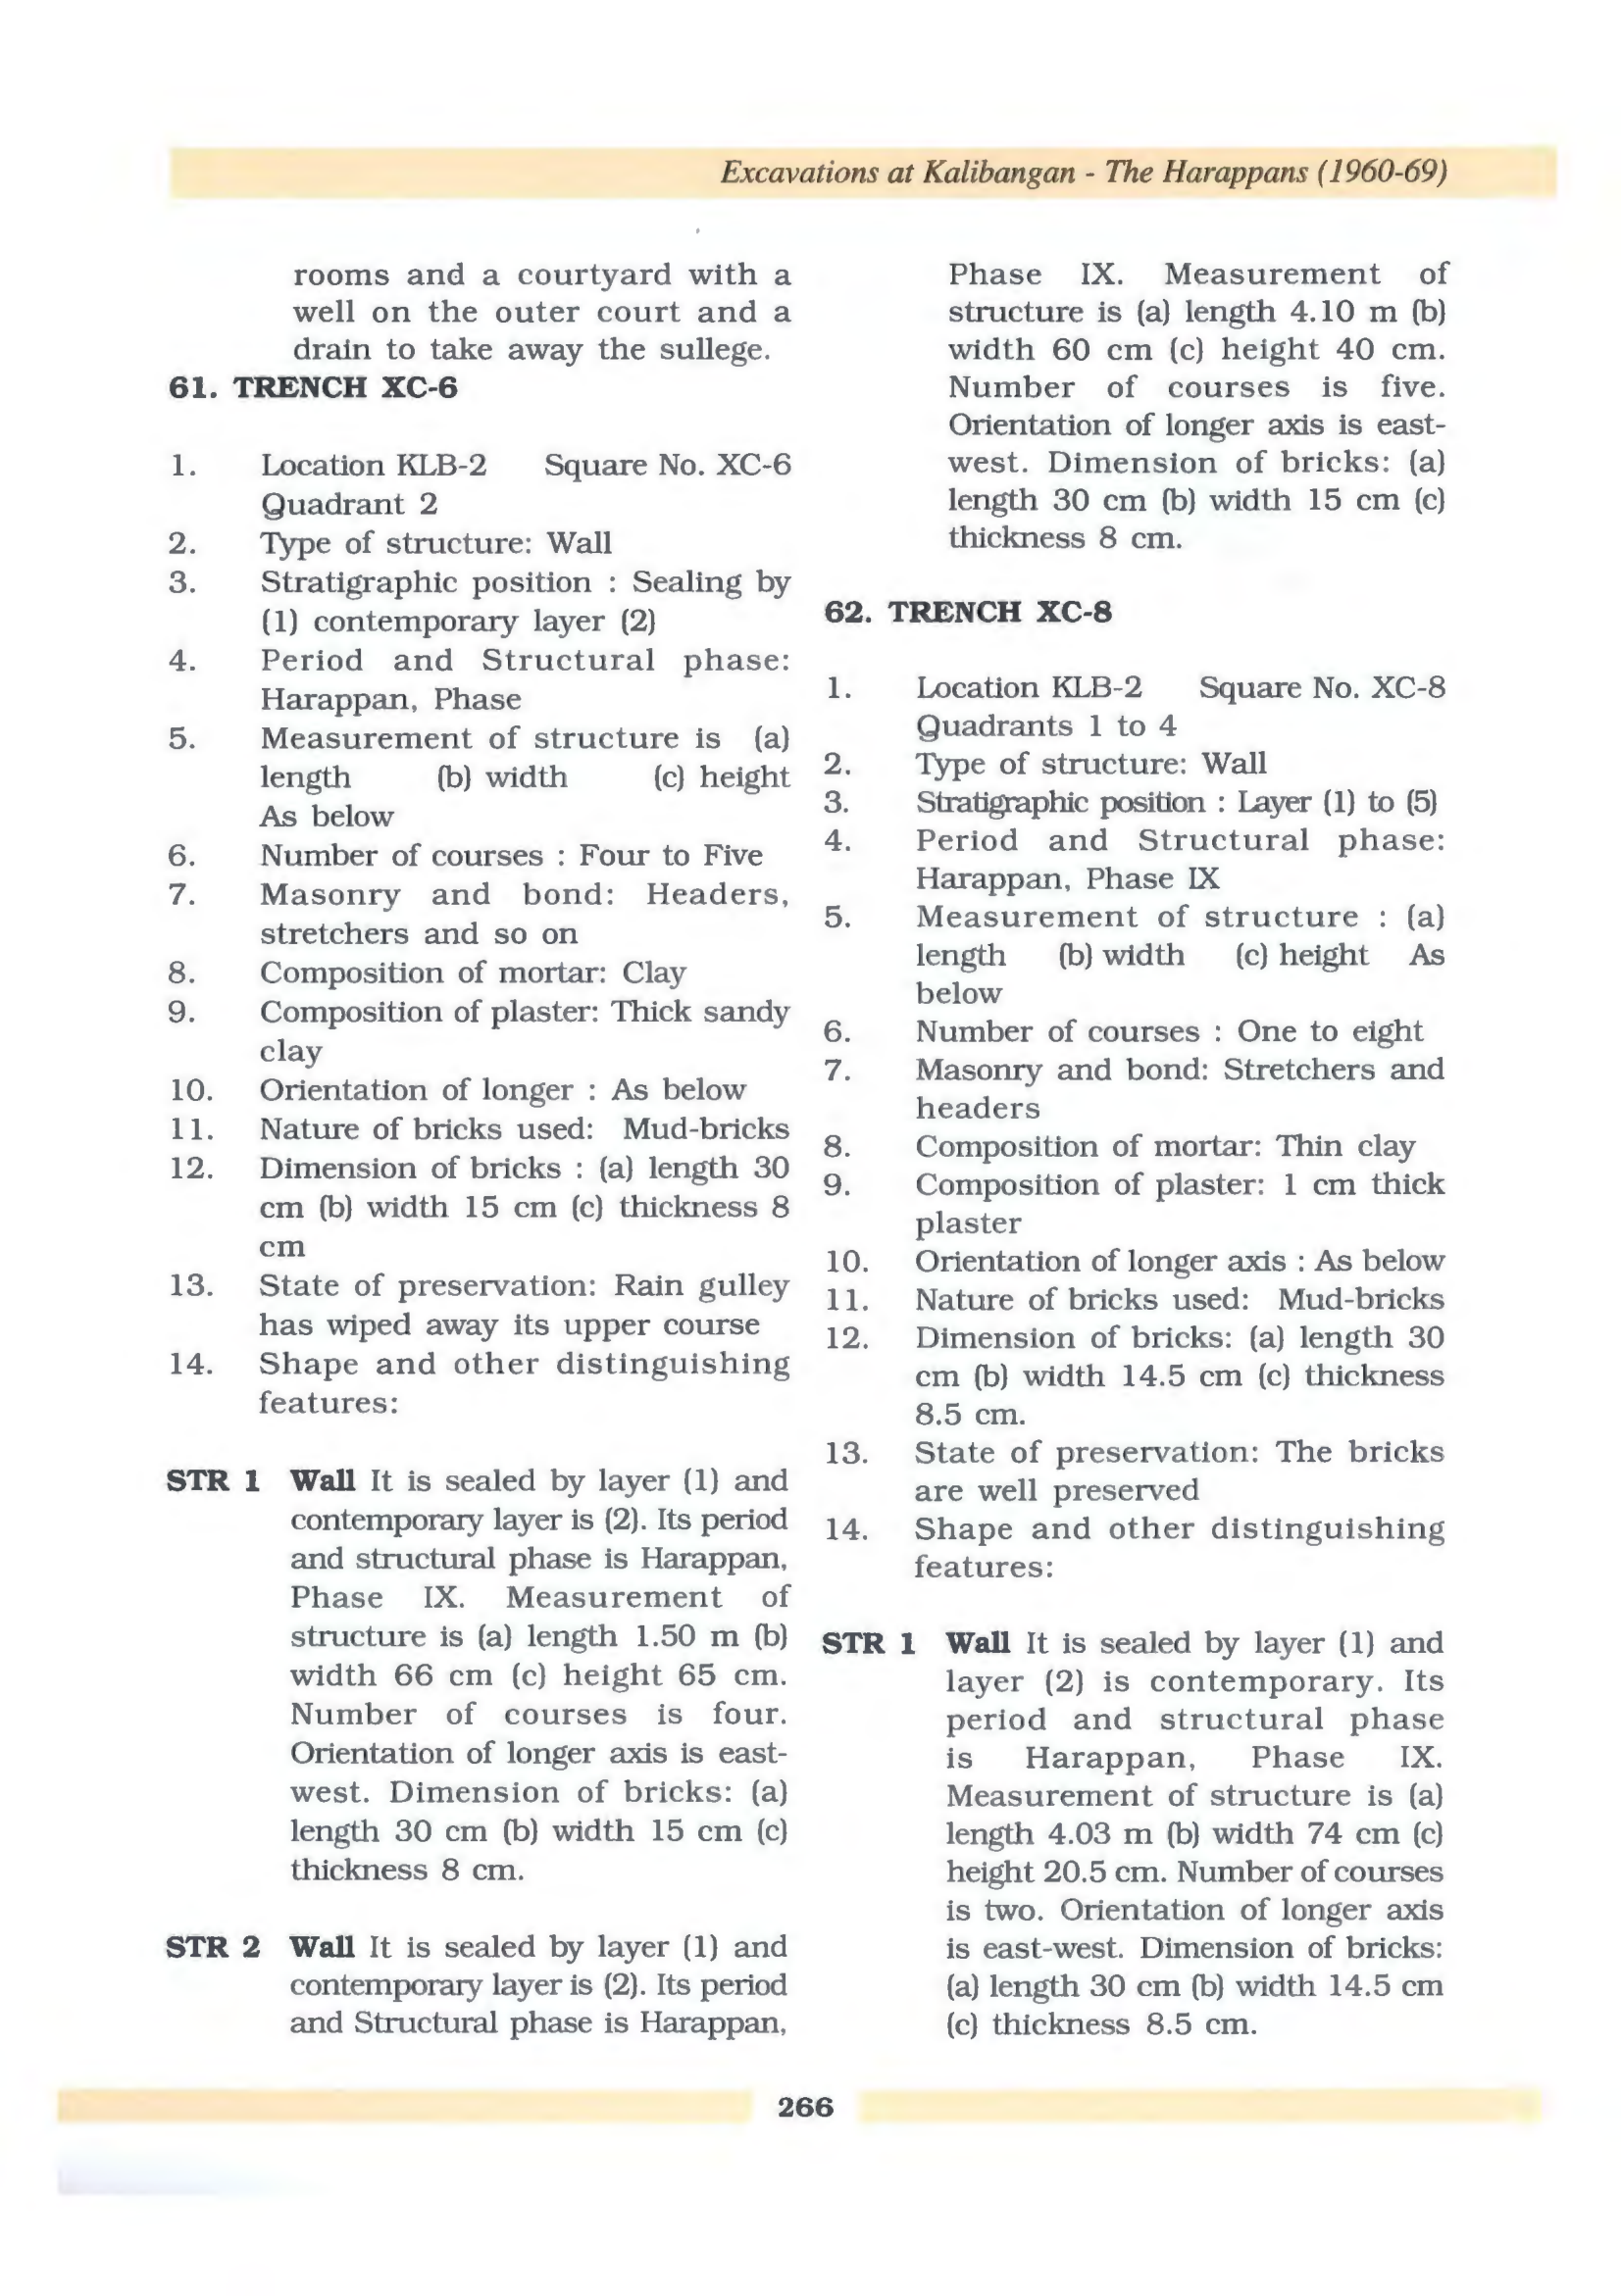 Excavations at Kalibangan - The Harappans (1960-69)
rooms and a courtyard with a
well on the outer court and a
drain to take away the sullege.
61. TRENCH XC-6
1. Location KLB-2 Square No. XC-6
Quadrant 2
2. Type of structure: Wall
3. Stratigraphic position : Sealing by
(1) contemporary layer (2)
4. Period and Structural phase:
Harappan, Phase
5. Measurement of structure is (a)
length (b) width (c) height
As below
6. Number of courses : Four to Five
7. Masonry and bond: Headers,
stretchers and so on
8. Composition of mortar: Clay
9. Composition of plaster: Thick sandy
clay
10. Orientation of longer : As below
11. Nature of bricks used: Mud-bricks
12. Dimension of bricks : (a) length 30
cm (b) width 15 cm (c) thickness 8
cm
13. State of preservation: Rain gulley
has wiped away its upper course
14. Shape and other distinguishing
features:
STR 1 Wall It is sealed by layer (1) and
contemporary layer is (2). Its period
and structural phase is Harappan,
Phase IX. Measurement of
structure is (a) length 1.50 m (b)
width 66 cm (c) height 65 cm.
Number of courses is four.
Orientation of longer axis is east-
west. Dimension of bricks: (a)
length 30 cm (b) width 15 cm (c)
thickness 8 cm.
STR 2 Wall It is sealed by layer (1) and
contemporary layer is (2). Its period
and Structural phase is Harappan,
Phase IX. Measurement of
structure is (a) length 4.10 m (b)
width 60 cm (c) height 40 cm.
Number of courses is five.
Orientation of longer axis is east-
west. Dimension of bricks: (a)
length 30 cm (b) width 15 cm (c)
thickness 8 cm.
62. TRENCH XC-8
1. Location KLB-2 Square No. XC-8
Quadrants 1 to 4
2. Type of structure: Wall
3. Stratigraphic position : Layer (1) to (5)
4. Period and Structural phase:
Harappan, Phase IX
5. Measurement of structure : (a)
length (b) width (c) height As
below
6. Number of courses : One to eight
7. Masonry and bond: Stretchers and
headers
8. Composition of mortar: Thin clay
9. Composition of plaster: 1 cm thick
plaster
10. Orientation of longer axis : As below
11. Nature of bricks used: Mud-bricks
12. Dimension of bricks: (a) length 30
cm (b) width 14.5 cm (c) thickness
8.5 cm.
13. State of preservation: The bricks
are well preserved
14. Shape and other distinguishing
features:
STR 1 Wall It is sealed by layer (1) and
layer (2) is contemporary. Its
period and structural phase
is Harappan, Phase IX.
Measurement of structure is (a)
length 4.03 m (b) width 74 cm (c)
height 20.5 cm. Number of courses
is two. Orientation of longer axis
is east-west. Dimension of bricks:
(a) length 30 cm (b) width 14.5 cm
(c) thickness 8.5 cm.
266